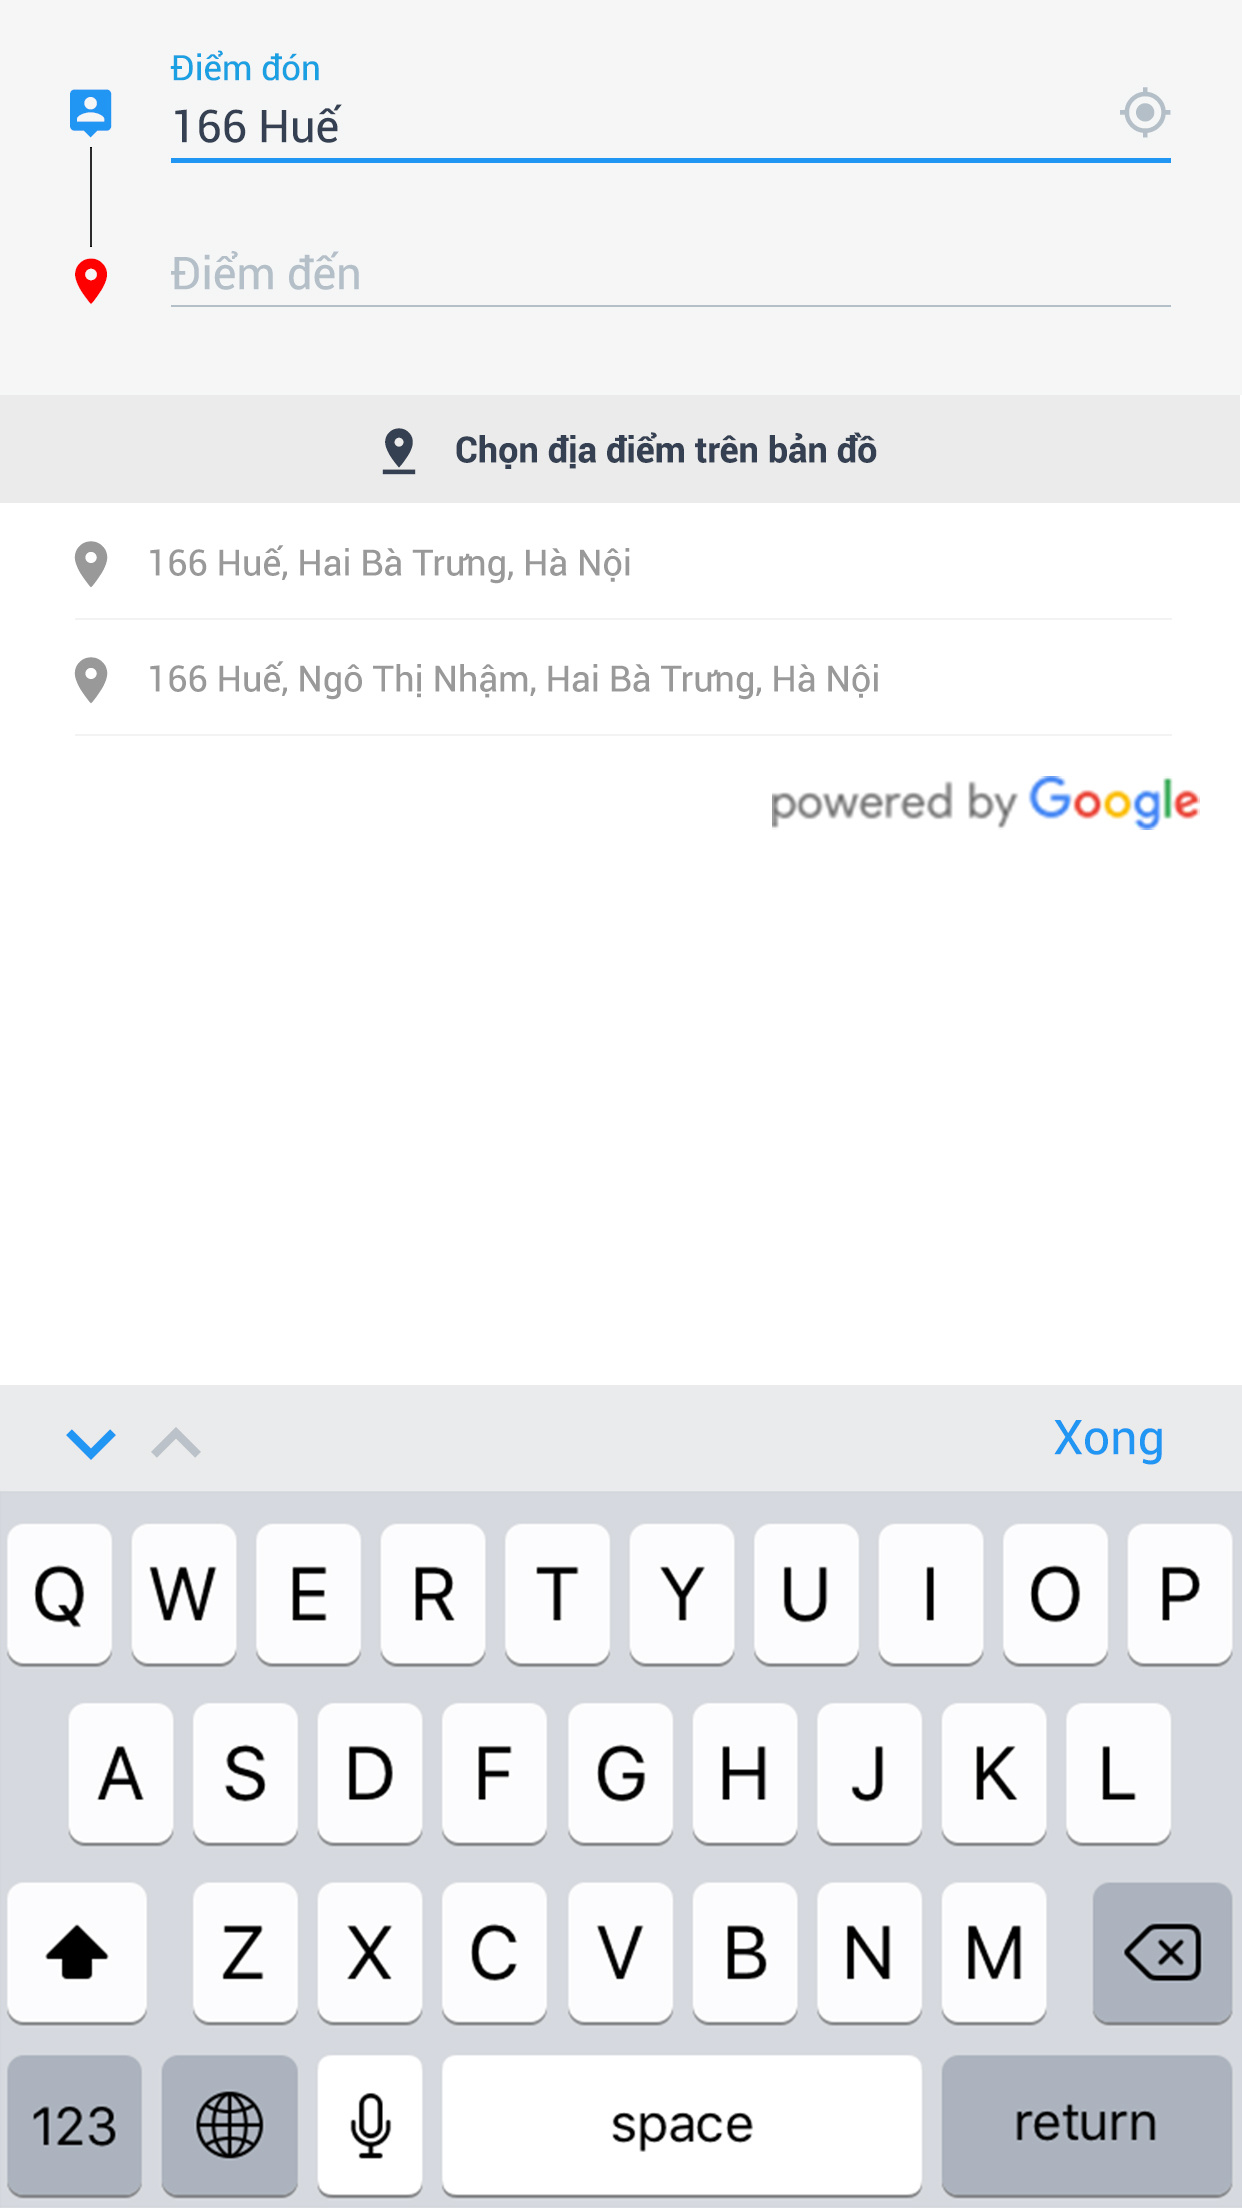 Điểm đón
166 Huế
Điểm đến
Chọn địa điểm trên bản đồ
166 Huế, Hai Bà Trưng, Hà Nội
166 Huế, Ngô Thị Nhậm, Hai Bà Trưng, Hà Nội
powered by Google
Xong
Q W E R T Y U I O P
A S D F G H J K L
Z X C V B N M
123 space return